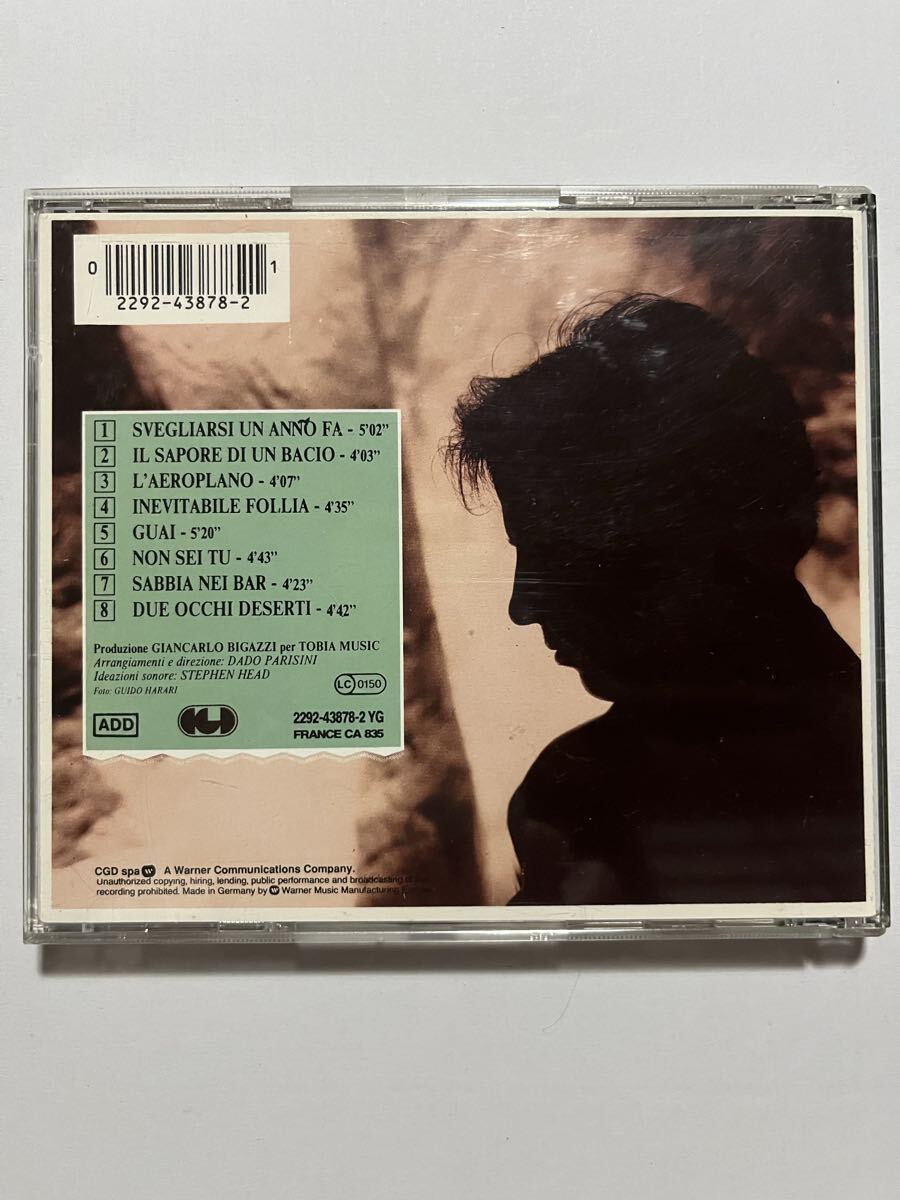 0
1
2292-43878-2
1 SVEGLIARSI UN ANNO FA - 5'02"
2 IL SAPORE DI UN BACIO - 4'03"
3 L'AEROPLANO - 4'07"
4 INEVITABILE FOLLIA - 4'35"
5 GUAI - 5'20"
6 NON SEI TU - 4'43"
7 SABBIA NEI BAR - 4'23"
8 DUE OCCHI DESERTI - 4'42"
Produzione GIANCARLO BIGAZZI per TOBIA MUSIC
Arrangiamenti e direzione: DADO PARISINI
Ideazioni sonore: STEPHEN HEAD
Foto: GUIDO HARARI
LC 0150
ADD
CGD
2292-43878-2 YG
FRANCE CA 835
CGD spa A Warner Communications Company.
Unauthorized copying, hiring, lending, public performance and broadcasting of
recording prohibited. Made in Germany by Warner Music Manufacturing